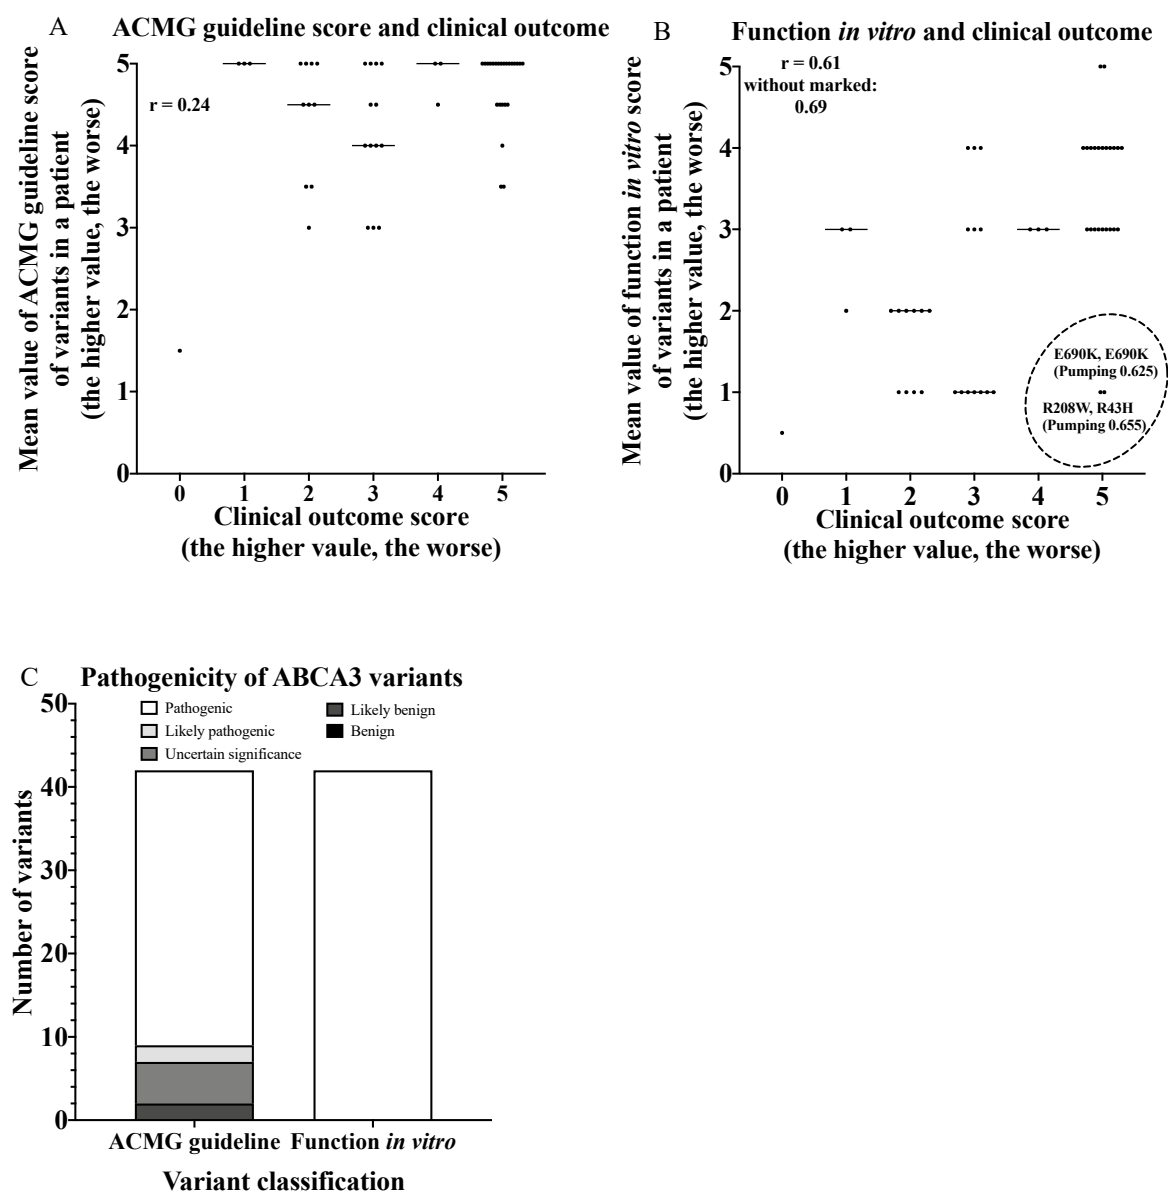 A
ACMG guideline score and clinical outcome
Mean value of ACMG guideline score
of variants in a patient
(the higher value, the worse)
r = 0.24
5
4
3
2
1
0
0 1 2 3 4 5
Clinical outcome score
(the higher vaule, the worse)
B
Function in vitro and clinical outcome
Mean value of function in vitro score
of variants in a patient
(the higher value, the worse)
r = 0.61
without marked:
0.69
5
4
3
2
1
0
E690K, E690K
(Pumping 0.625)
R208W, R43H
(Pumping 0.655)
0 1 2 3 4 5
Clinical outcome score
(the higher value, the worse)
C
Pathogenicity of ABCA3 variants
Pathogenic
Likely pathogenic
Uncertain significance
Likely benign
Benign
Number of variants
50
40
30
20
10
0
ACMG guideline Function in vitro
Variant classification